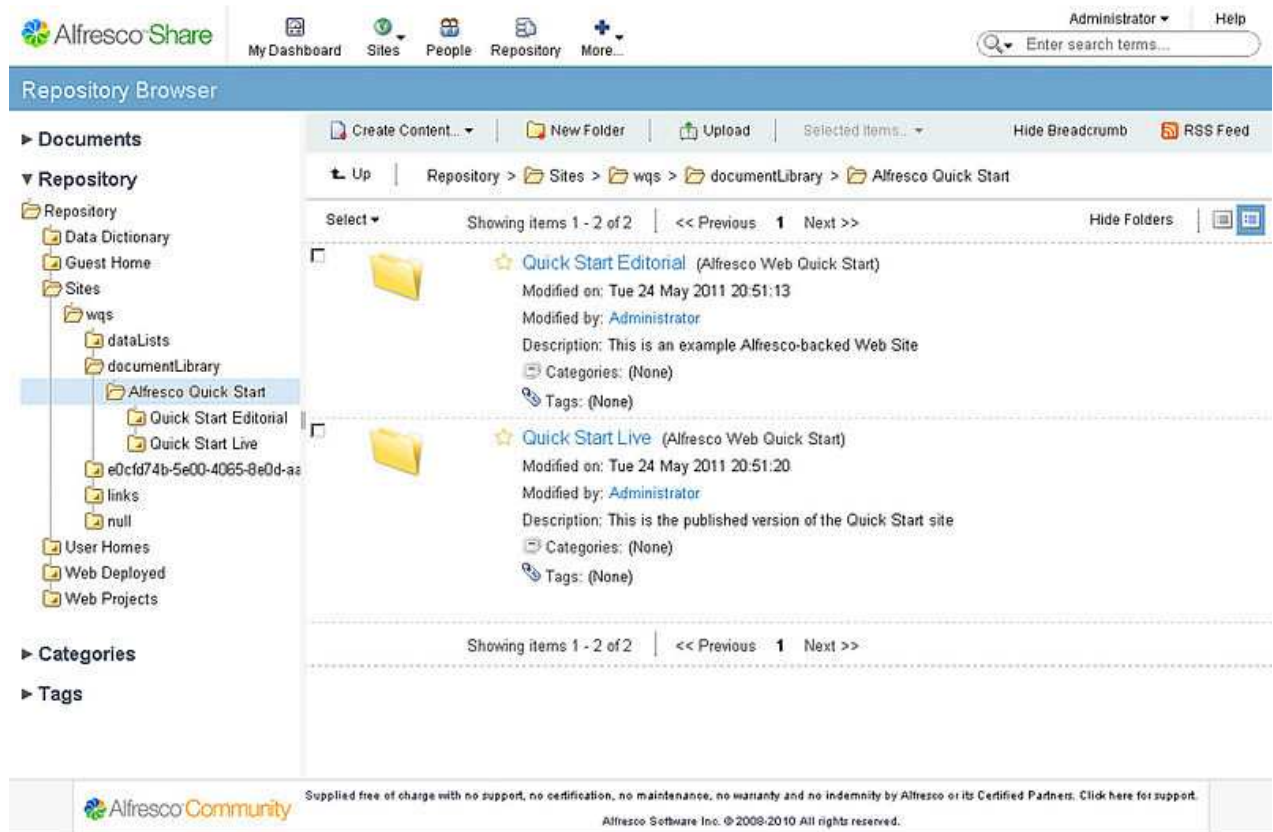 Alfresco Share
My Dashboard Sites People Repository More...
Administrator Help
Enter search terms...
Repository Browser
Documents
Repository
Repository
Data Dictionary
Guest Home
Sites
wqs
dataLists
documentLibrary
Alfresco Quick Start
Quick Start Editorial
Quick Start Live
e0cfd74b-5e00-4065-8e0d-aa
links
null
User Homes
Web Deployed
Web Projects
Categories
Tags
Create Content... New Folder Upload Selected Items... Hide Breadcrumb RSS Feed
Up Repository > Sites > wqs > documentLibrary > Alfresco Quick Start
Select Showing items 1 - 2 of 2 << Previous 1 Next >> Hide Folders
Quick Start Editorial (Alfresco Web Quick Start)
Modified on: Tue 24 May 2011 20:51:13
Modified by: Administrator
Description: This is an example Alfresco-backed Web Site
Categories: (None)
Tags: (None)
Quick Start Live (Alfresco Web Quick Start)
Modified on: Tue 24 May 2011 20:51:20
Modified by: Administrator
Description: This is the published version of the Quick Start site
Categories: (None)
Tags: (None)
Showing items 1 - 2 of 2 << Previous 1 Next >>
Alfresco Community
Supplied free of charge with no support, no certification, no maintenance, no warranty and no indemnity by Alfresco or its Certified Partners. Click here for support.
Alfresco Software Inc. © 2008-2010 All rights reserved.